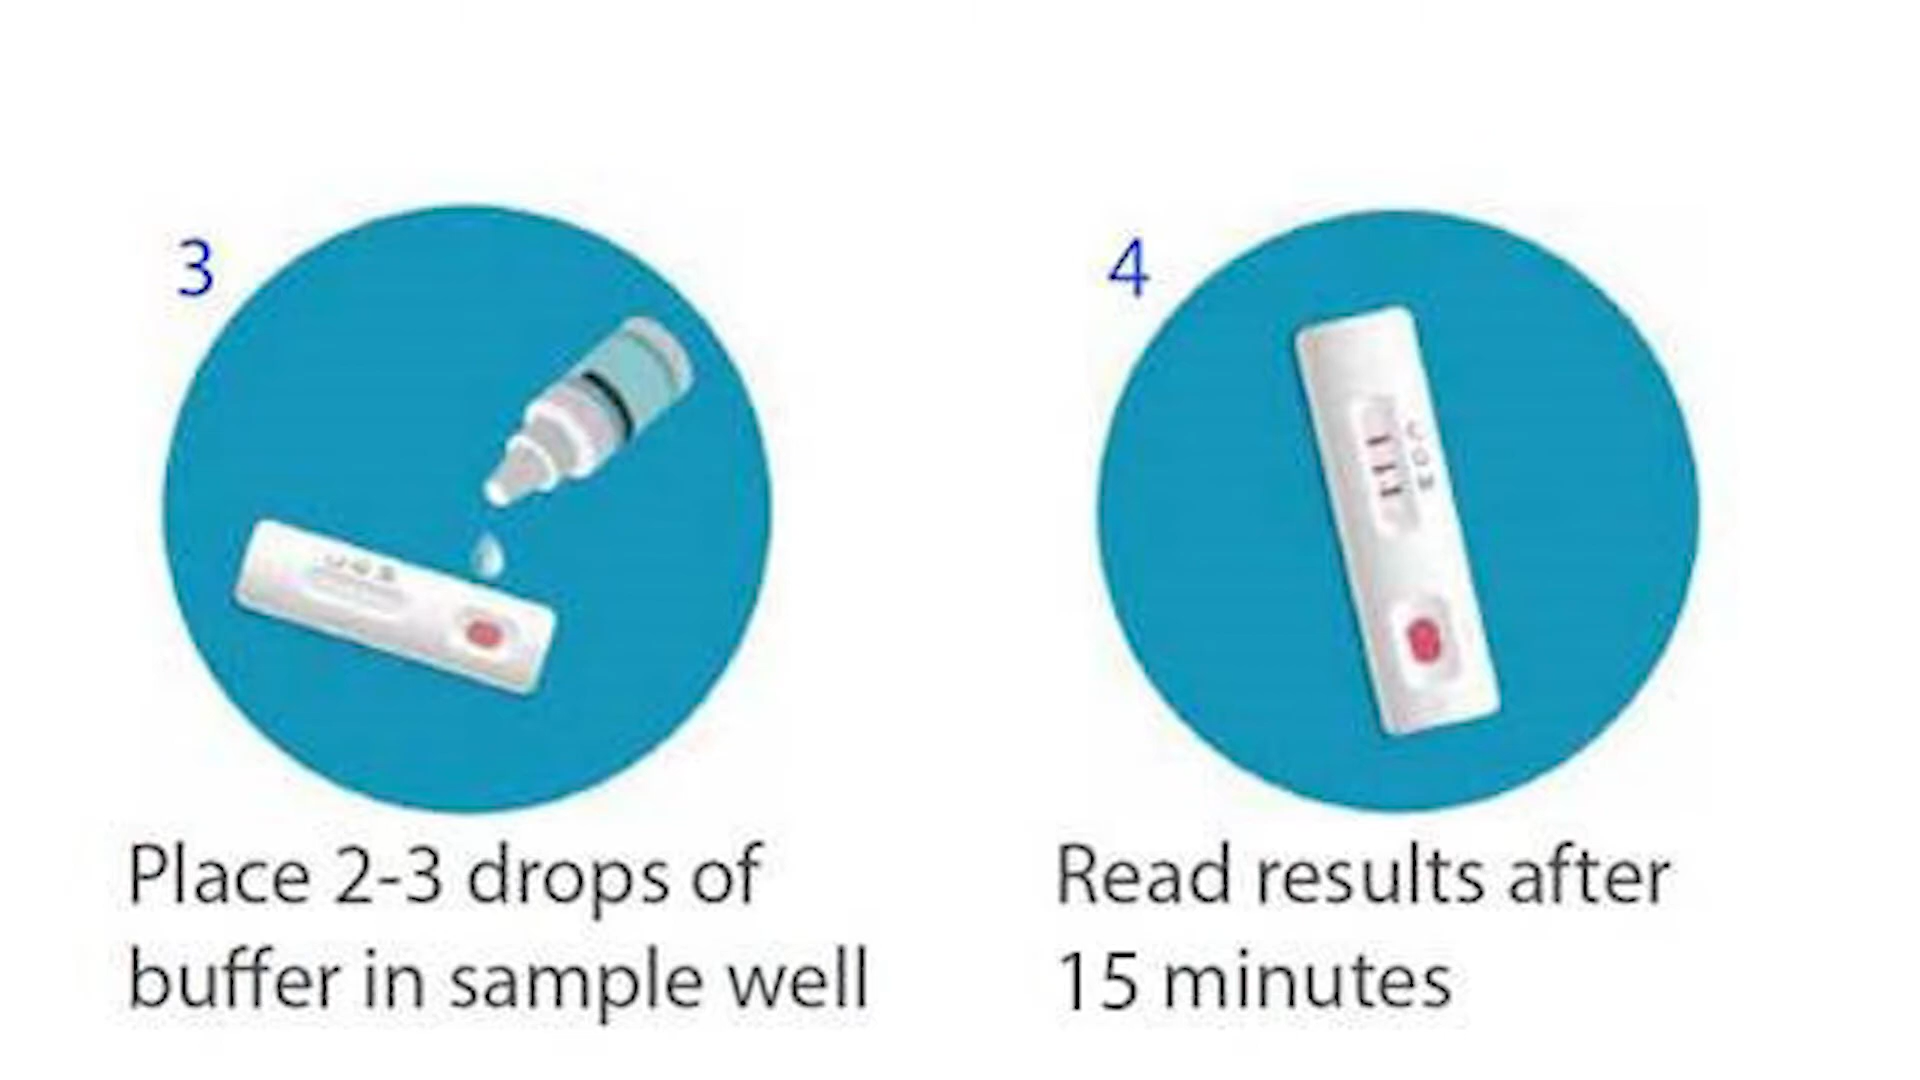 3
Place 2-3 drops of
buffer in sample well
4
Read results after
15 minutes